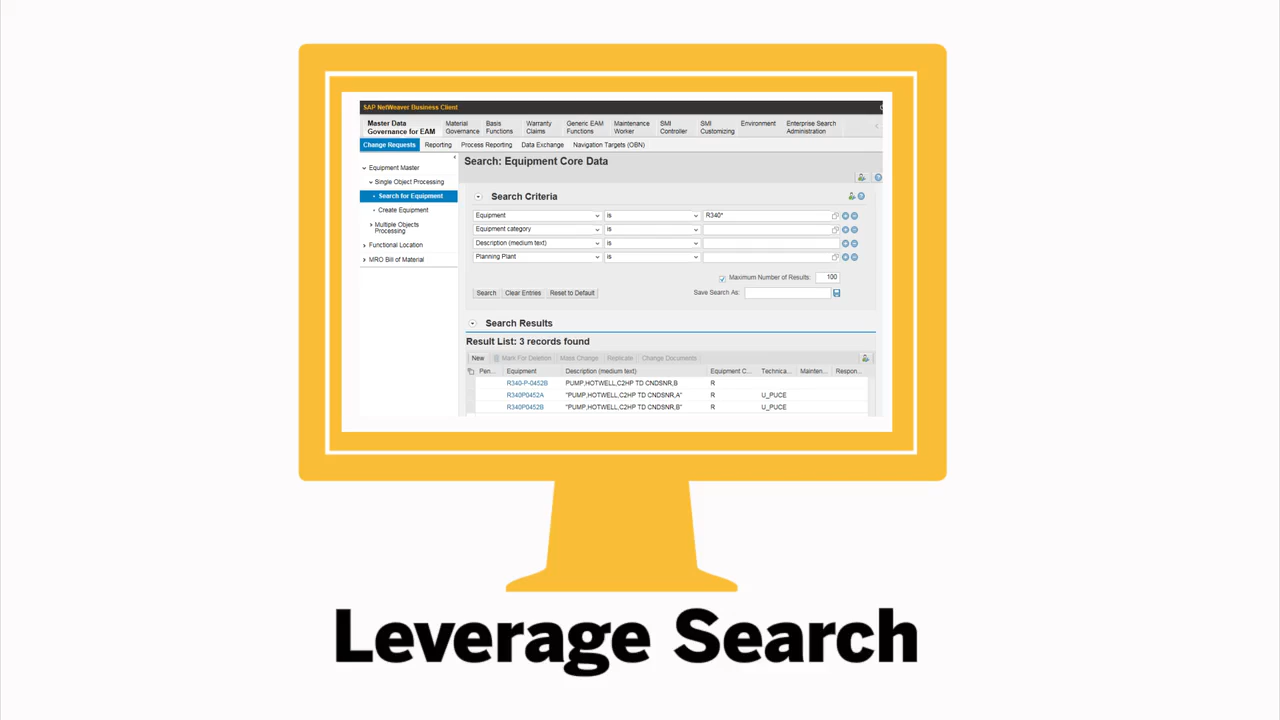 SAP NetWeaver Business Client
Master Data Governance for EAM
Material Governance
Basis Functions
Warranty Claims
Generic EAM Functions
Maintenance Worker
SMI Controller
SMI Customizing
Environment
Enterprise Search Administration
Change Requests Reporting Process Reporting Data Exchange Navigation Targets (OBN)
Equipment Master
Single Object Processing
Search for Equipment
Create Equipment
Multiple Objects
Processing
Functional Location
MRO Bill of Material
Search: Equipment Core Data
Search Criteria
Equipment is R340*
Equipment category is
Description (medium text) is
Planning Plant is
Maximum Number of Results: 100
Search Clear Entries Reset to Default Save Search As:
Search Results
Result List: 3 records found
New Mark For Deletion Mass Change Replicate Change Documents
Pen... Equipment Description (medium text) Equipment C... Technica... Mainten... Respon...
R340-P-0452B PUMP,HOTWELL,C2HP TD CNDSNR,B R
R340P0452A "PUMP,HOTWELL,C2HP TD CNDSNR,A" R U_PUCE
R340P0452B "PUMP,HOTWELL,C2HP TD CNDSNR,B" R U_PUCE
Leverage Search